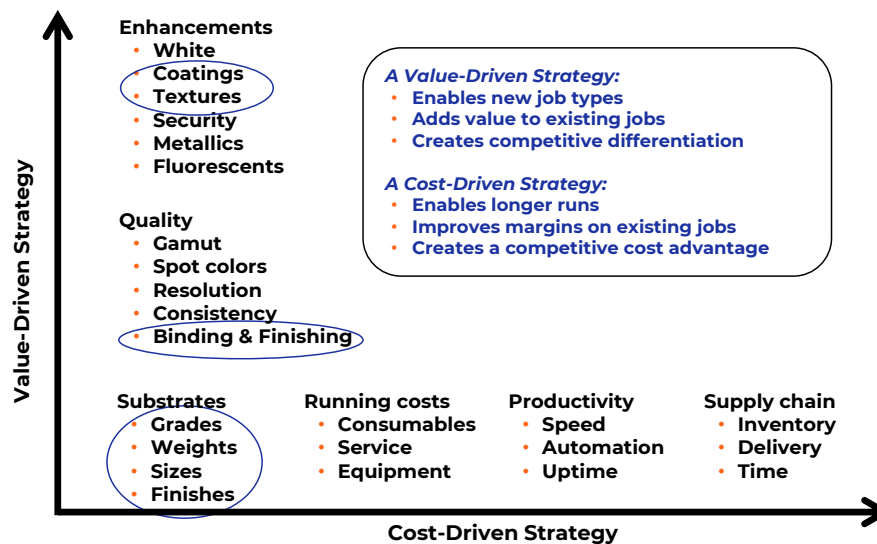 Enhancements
• White
• Coatings
• Textures
• Security
• Metallics
• Fluorescents
A Value-Driven Strategy:
• Enables new job types
• Adds value to existing jobs
• Creates competitive differentiation
A Cost-Driven Strategy:
• Enables longer runs
• Improves margins on existing jobs
• Creates a competitive cost advantage
Value-Driven Strategy
Quality
• Gamut
• Spot colors
• Resolution
• Consistency
• Binding & Finishing
Substrates
• Grades
• Weights
• Sizes
• Finishes
Running costs
• Consumables
• Service
• Equipment
Productivity
• Speed
• Automation
• Uptime
Supply chain
• Inventory
• Delivery
• Time
Cost-Driven Strategy